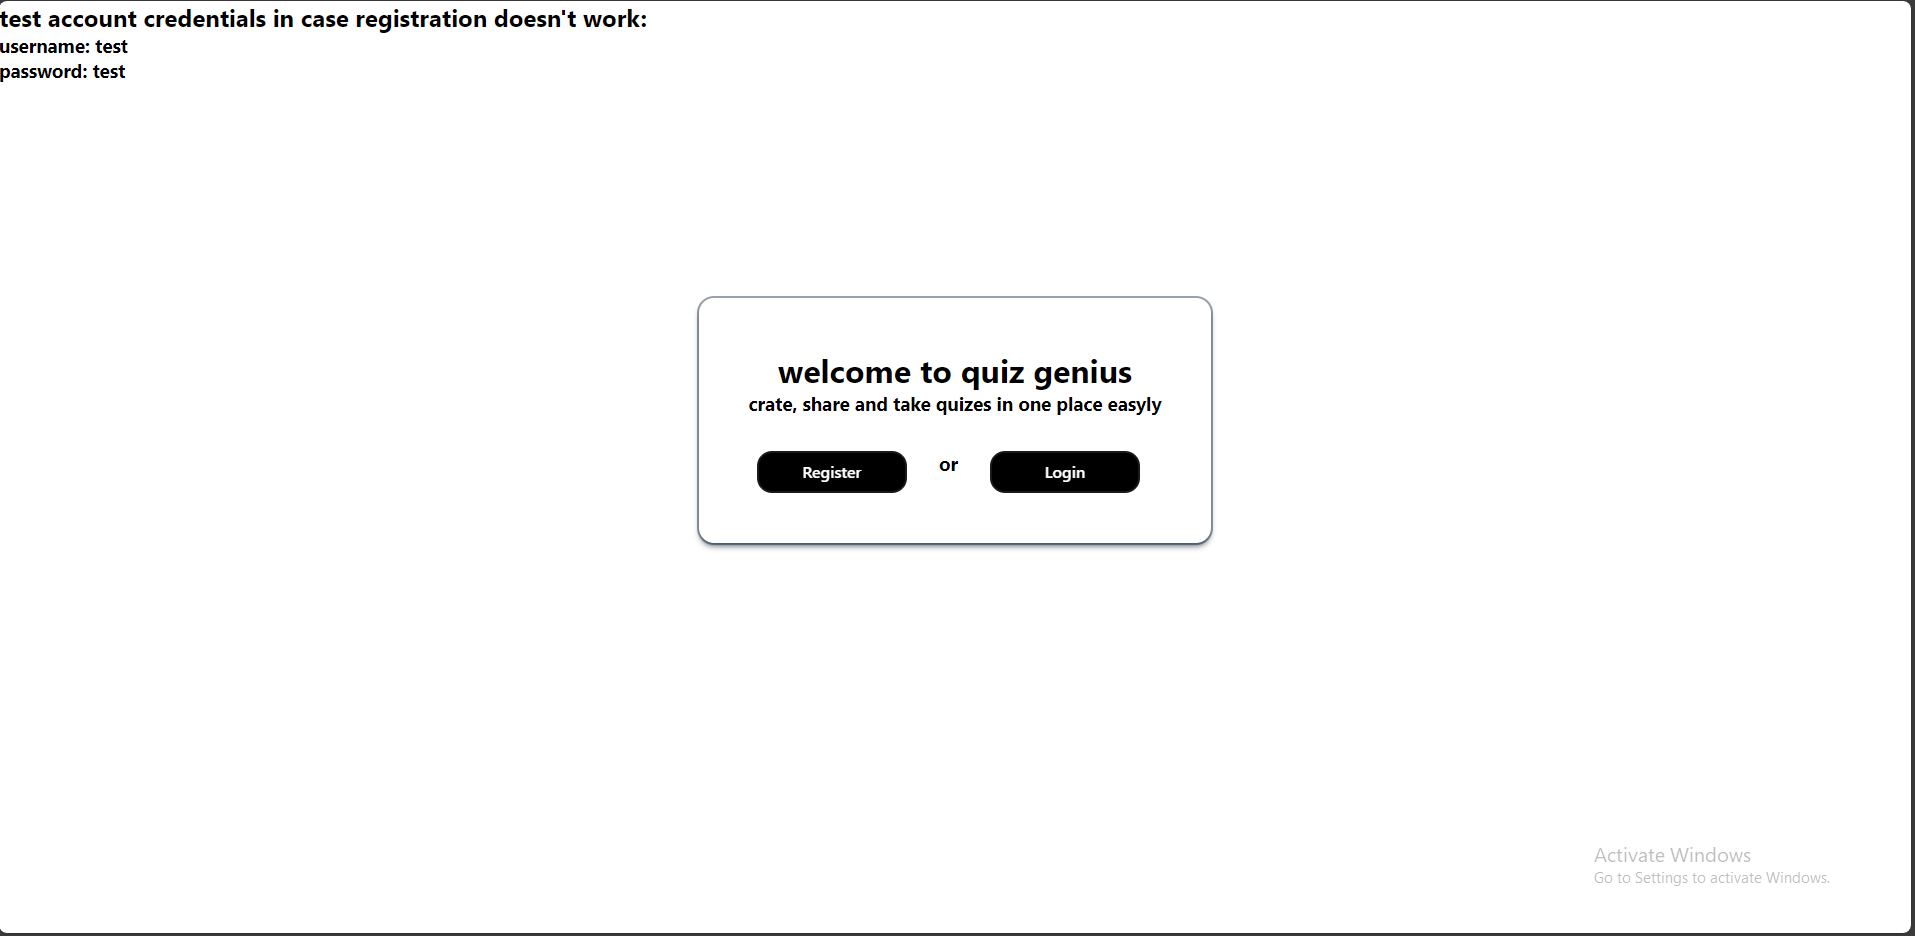 test account credentials in case registration doesn't work:
username: test
password: test
welcome to quiz genius
crate, share and take quizes in one place easyly
Register or Login
Activate Windows
Go to Settings to activate Windows.